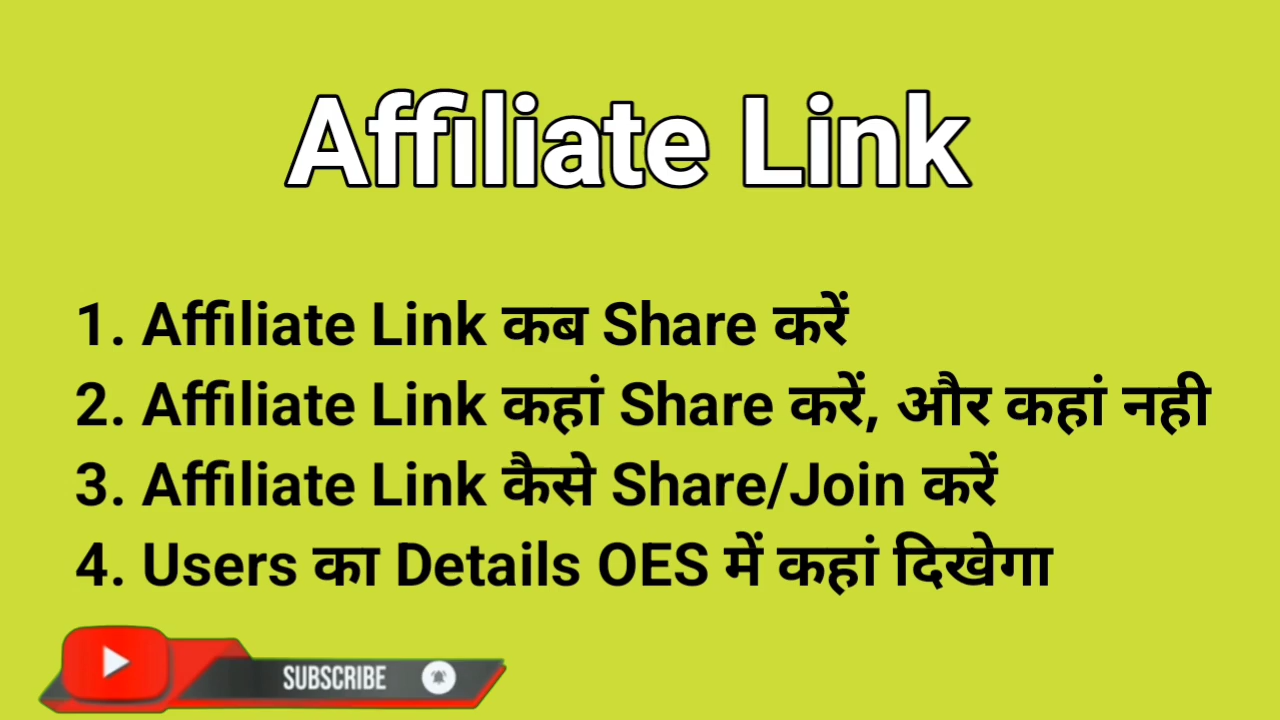 Affiliate Link
1. Affiliate Link कब Share करें
2. Affiliate Link कहां Share करें, और कहां नही
3. Affiliate Link कैसे Share/Join करें
4. Users का Details OES में कहां दिखेगा
SUBSCRIBE